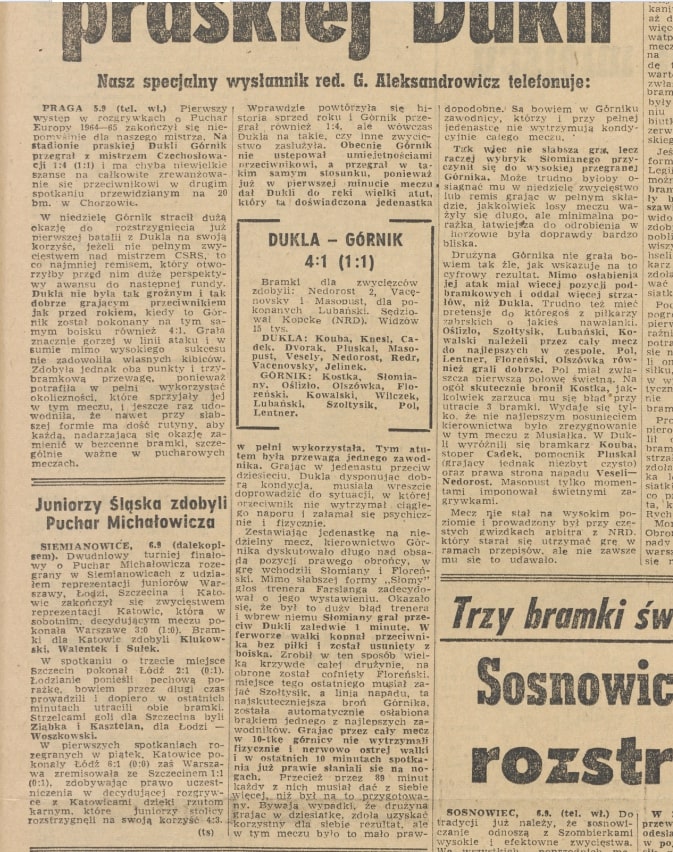 praskiej Dukli
Nasz specjalny wysłannik red. G. Aleksandrowicz telefonuje:
PRAGA 5.9 (tel. wł.) Pierwszy
występ w rozgrywkach o Puchar
Europy 1964—65 zakończył się nie-
pomyślnie dla naszego mistrza. Na
stadionie praskiej Dukli Górnik
przegrał z mistrzem Czechosłowa-
cji 1:4 (1:1) i ma chyba niewielkie
szanse na całkowite zrewanżowa-
nie się przeciwnikowi w drugim
spotkaniu przewidzianym na 20
bm. w Chorzowie.
W niedzielę Górnik stracił dużą
okazję do rozstrzygnięcia już
pierwszej batalii z Dukla na swoją
korzyść, jeżeli nie pełnym zwy-
cięstwem nad mistrzem CSRS, to
co najmniej remisem, który otwo-
rzyłby przed nim duże perspekty-
wy awansu do następnej rundy.
Dukla nie była tak groźnym i tak
dobrze grającym przeciwnikiem
jak przed rokiem, kiedy to Gór-
nik został pokonany na tym sa-
mym boisku również 4:1. Grała
znacznie gorzej w linii ataku i w
sumie mimo wysokiego sukcesu
nie zadowoliła własnych kibiców.
Zdobyła jednak oba punkty i trzy-
bramkową przewagę, ponieważ
potrafiła w pełni wykorzystać
okoliczności, które sprzyjały jej
w tym meczu, i jeszcze raz udo-
wodniła, że nawet przy słab-
szej formie ma dość rutyny, aby
każdą, nadarzającą się okazję za-
mienić w bezcenne bramki, szcze-
gólnie ważne w pucharowych
meczach.
Juniorzy Śląska zdobyli
Puchar Michałowicza
SIEMIANOWICE, 6.9 (dalekopi-
sem). Dwudniowy turniej finało-
wy o Puchar Michałowicza roze-
grany w Siemianowicach z udzia-
łem reprezentacji juniorów War-
szawy, Łodzi, Szczecina i Kato-
wic zakończył się zwycięstwem
reprezentacji Katowic, która w
sobotnim, decydującym meczu po-
konała Warszawę 3:0 (1:0). Bram-
ki dla Katowic zdobyli Klukow-
ski, Walentek i Sułek.
W spotkaniu o trzecie miejsce
Szczecin pokonał Łódź 2:1 (0:1).
Łodzianie ponieśli pechową po-
rażkę, bowiem przez długi czas
prowadzili i dopiero w ostatnich
minutach utracili obie bramki.
Strzelcami goli dla Szczecina byli
Ziąbka i Kasztelan, dla Łodzi —
Woszkowski.
W pierwszych spotkaniach ro-
zegranych w piątek, Katowice po-
konały Łódź 6:1 (0:0) zaś Warsza-
wa zremisowała ze Szczecinem 1:1
(0:1), zdobywając prawo uczest-
niczenia w decydującej rozgryw-
ce z Katowicami dzięki rzutom
karnym, które juniorzy stolicy
rozstrzygnęli na swoją korzyść 4:3.
(ts)
Wprawdzie powtórzyła się hi-
storia sprzed roku i Górnik prze-
grał również 1:4, ale wówczas
Dukla na takie, czy inne zwycię-
stwo zasłużyła. Obecnie Górnik
nie ustępował umiejętnościami
przeciwnikowi, a przegrał w ta-
kim samym stosunku, ponieważ
już w pierwszej minucie meczu
dał Dukli do ręki wielki atut,
który ta doświadczona jedenastka
DUKLA — GÓRNIK
4:1 (1:1)
Bramki dla zwycięzców
zdobyli: Nedorost 2, Vace-
novsky i Masopust, dla po-
konanych Lubański. Sędzio-
wał Kopcke (NRD). Widzów
15 tys.
DUKLA: Kouba, Knesl, Ca-
dek, Dvorak, Pluskal, Maso-
pust, Vesely, Nedorost, Redr,
Vacenovsky, Jelinek.
GÓRNIK: Kostka, Słomia-
ny, Oślizło, Olszówka, Flo-
reński, Kowalski, Wilczek,
Lubański, Szołtysik, Pol,
Lentner.
w pełni wykorzystała. Tym atu-
tem była przewaga jednego zawod-
nika. Grając w jedenastu przeciw
dziesięciu, Dukla dysponując dob-
rą kondycją, musiała wreszcie
doprowadzić do sytuacji, w której
przeciwnik nie wytrzymał ciągłe-
go naporu i załamał się psychicz-
nie i fizycznie.
Zestawiając jedenastkę na nie-
dzielny mecz, kierownictwo Gór-
nika dyskutowało długo nad obsa-
dą pozycji prawego obrońcy, w
grę wchodzili Słomiany i Floreń-
ski. Mimo słabszej formy „Słomy”
głos trenera Farslanga zadecydo-
wał o jego wystawieniu. Okazało
się, że był to duży błąd trenera
i wbrew niemu Słomiany grał prze-
ciw Dukli zaledwie 1 minutę. W
ferworze walki kopnął przeciwni-
ka bez piłki i został usunięty z
boiska. Zrobił w ten sposób wiel-
ką krzywdę całej drużynie, na
obronę został cofnięty Floreński,
miejsce tego ostatniego musiał za-
jąć Szołtysik, a linia napadu, ta
najskuteczniejsza broń Górnika,
została automatycznie osłabiona
brakiem jednego z najlepszych za-
wodników. Grając przez cały mecz
w 10-tkę górnicy nie wytrzymali
fizycznie i nerwowo ostrej walki
i w ostatnich 10 minutach spotka-
nia już prawie słaniali się na no-
gach. Przecież przez 89 minut
każdy z nich musiał dać z siebie
więcej, niż był na to przygotowa-
ny. Bywają wypadki, że drużyna
grając w dziesiątkę, zdoła uzyskać
korzystny dla siebie rezultat, ale
w tym meczu było to mało praw-
dopodobne. Są bowiem w Górniku
zawodnicy, którzy i przy pełnej
jedenastce nie wytrzymują kondy-
cyjnie całego meczu.
Tak więc nie słabsza gra, lecz
raczej wybryk Słomianego przy-
czynił się do wysokiej przegranej
Górnika. Może trudno byłoby o-
siągnąć mu w niedzielę zwycięstwo
lub remis grając w pełnym skła-
dzie, jakkolwiek losy meczu wa-
żyły się długo, ale minimalna po-
rażka łatwiejsza do odrobienia w
Chorzowie była doprawdy bardzo
bliska.
Drużyna Górnika nie grała bo-
wiem tak źle, jak wskazuje na to
cyfrowy rezultat. Mimo osłabienia
jej atak miał więcej pozycji pod-
bramkowych i oddał więcej strza-
łów, niż Dukla. Trudno też mieć
pretensje do któregoś z piłkarzy
zabrskich o jakieś nawalanki.
Oślizło, Szołtysik, Lubański, Ko-
walski należeli przez cały mecz
do najlepszych w zespole. Pol,
Lentner, Floreński, Olszówka rów-
nież grali dobrze. Pol miał zwła-
szcza pierwszą połowę świetną. Na
ogół skutecznie bronił Kostka, jak-
kolwiek zarzuca mu się błąd przy
utracie 3 bramki. Wydaje się tyl-
ko, że nie najlepszym posunięciem
kierownictwa było zrezygnowanie
w tym meczu z Musiałka. W Duk-
li wyróżnili się bramkarz Kouba,
stoper Cadek, pomocnik Pluskal
(grający jednak niezbyt czysto)
oraz prawa strona napadu Veseli—
Nedorost. Masopust tylko momen-
tami imponował świetnymi za-
grywkami.
Mecz nie stał na wysokim po-
ziomie i prowadzony był przy czę-
stych gwizdkach arbitra z NRD,
który starał się utrzymać grę w
ramach przepisów, ale nie zawsze
mu się to udawało.
Trzy bramki św
Sosnowic
rozstr
SOSNOWIEC, 6.9. (tel. wł.) Do
tradycji już należy, że sosnowi-
czanie odnoszą z Szombierkami
wysokie i efektowne zwycięstwa.